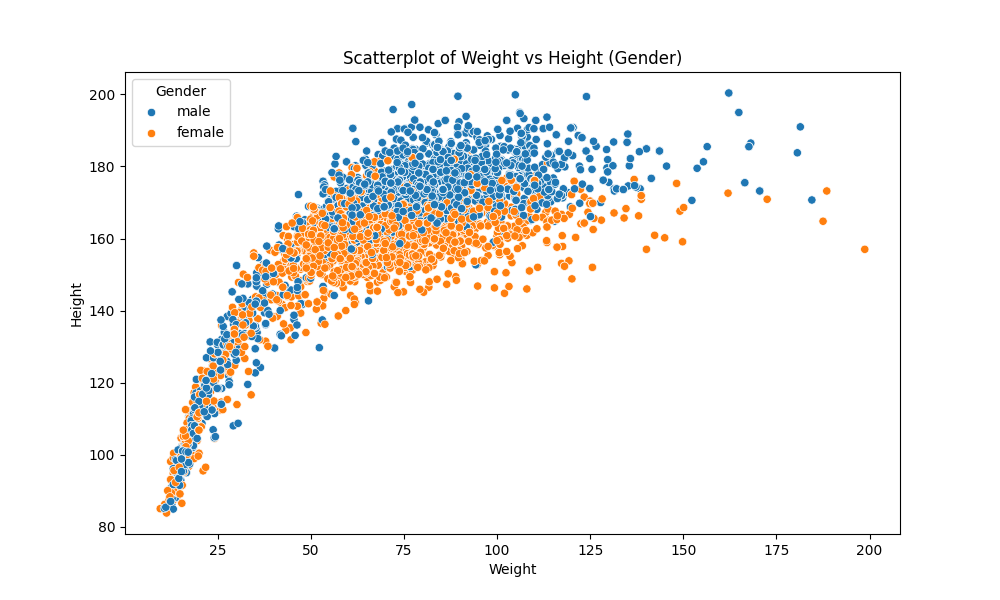 Scatterplot of Weight vs Height (Gender)
Gender
male
female
Height
200
180
160
140
120
100
80
25 50 75 100 125 150 175 200
Weight